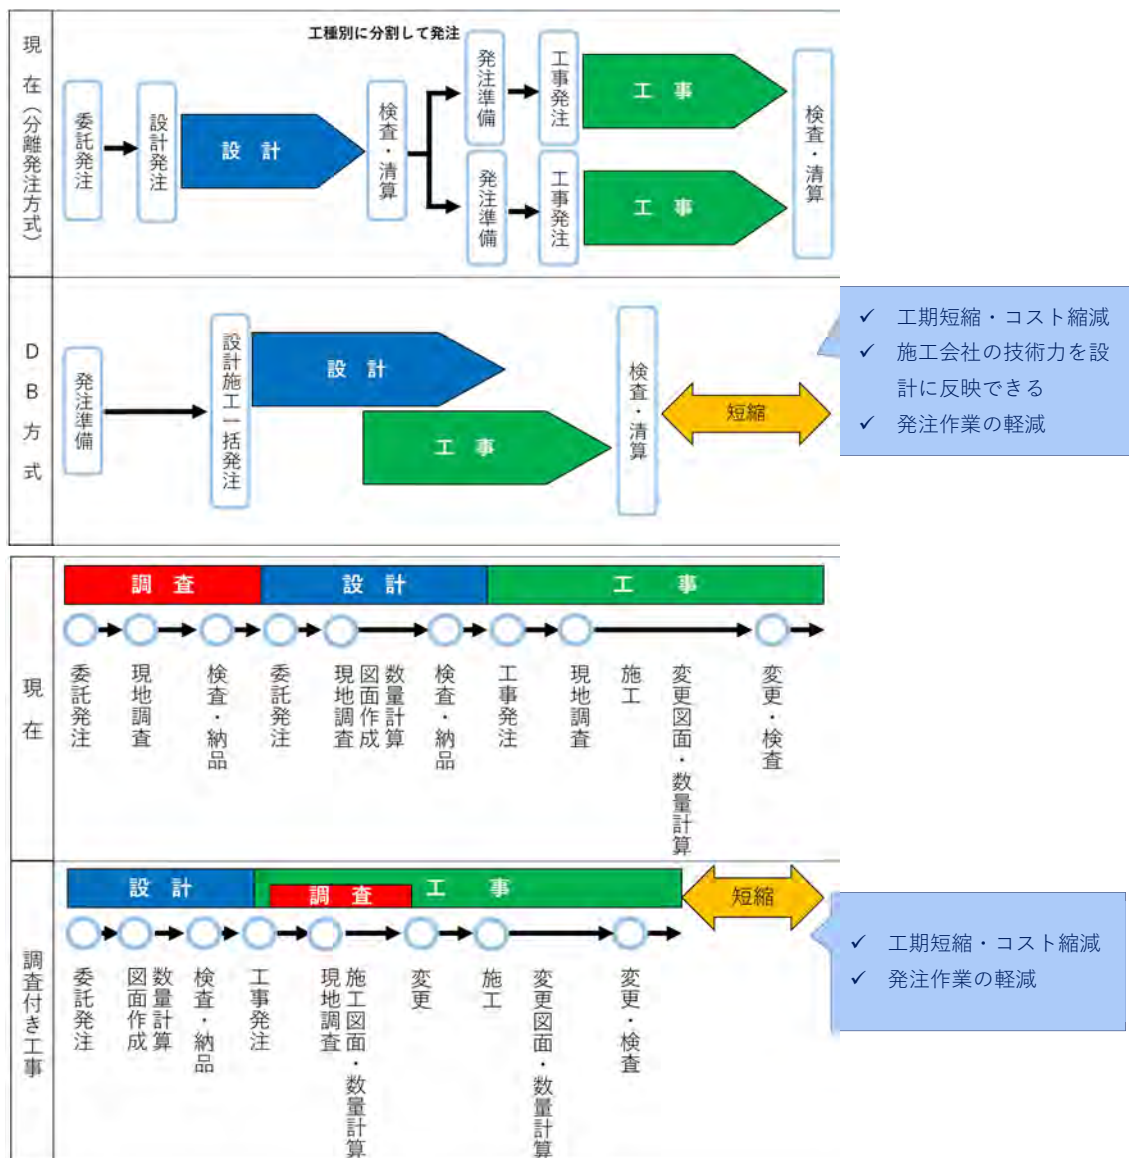 現在（分離発注方式）
工種別に分割して発注
委託発注
設計発注
設計
検査・清算
発注準備
工事発注
工事
発注準備
工事発注
工事
検査・清算
DB方式
発注準備
設計施工一括発注
設計
工事
検査・清算
短縮
✓ 工期短縮・コスト縮減
✓ 施工会社の技術力を設
計に反映できる
✓ 発注作業の軽減
現在
調査
設計
工事
委託発注
現地調査
検査・納品
委託発注
現地調査
図面作成
数量計算
検査・納品
工事発注
現地調査
施工
変更図面・数量計算
変更・検査
調査付き工事
設計
調査
工事
短縮
委託発注
図面作成
数量計算
検査・納品
工事発注
現地調査
施工図面・数量計算
変更
施工
変更図面・数量計算
変更・検査
✓ 工期短縮・コスト縮減
✓ 発注作業の軽減